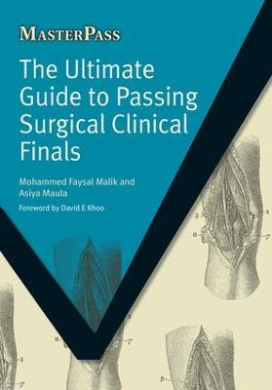 MASTERPASS
The Ultimate
Guide to Passing
Surgical Clinical
Finals
Mohammed Faysal Malik and
Asiya Maula
Foreword by David E Khoo